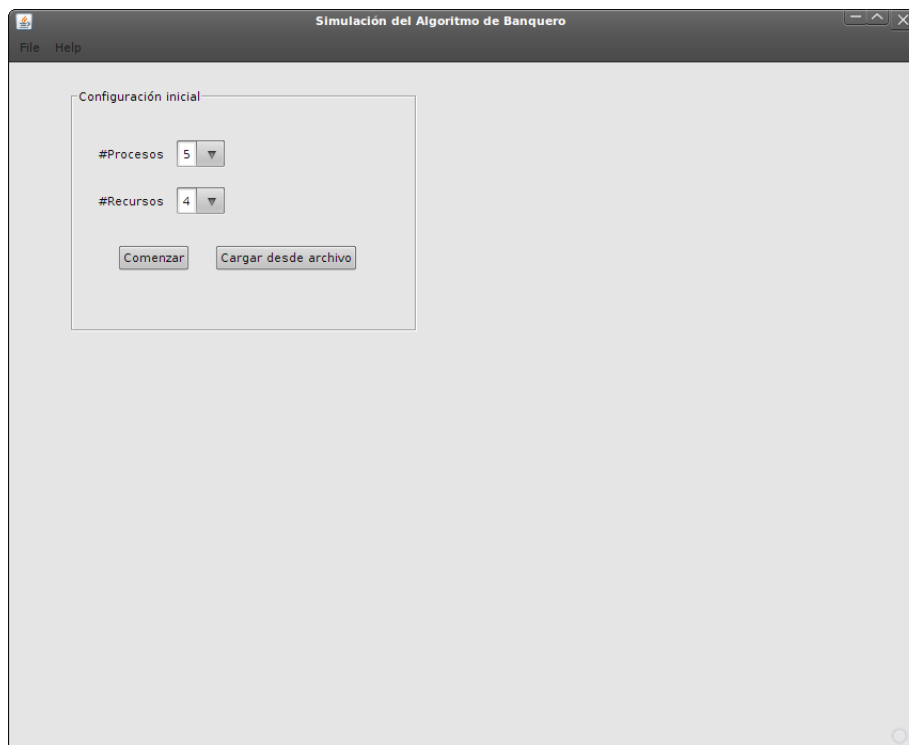 Simulación del Algoritmo de Banquero
File Help
Configuración inicial
#Procesos 5
#Recursos 4
Comenzar Cargar desde archivo